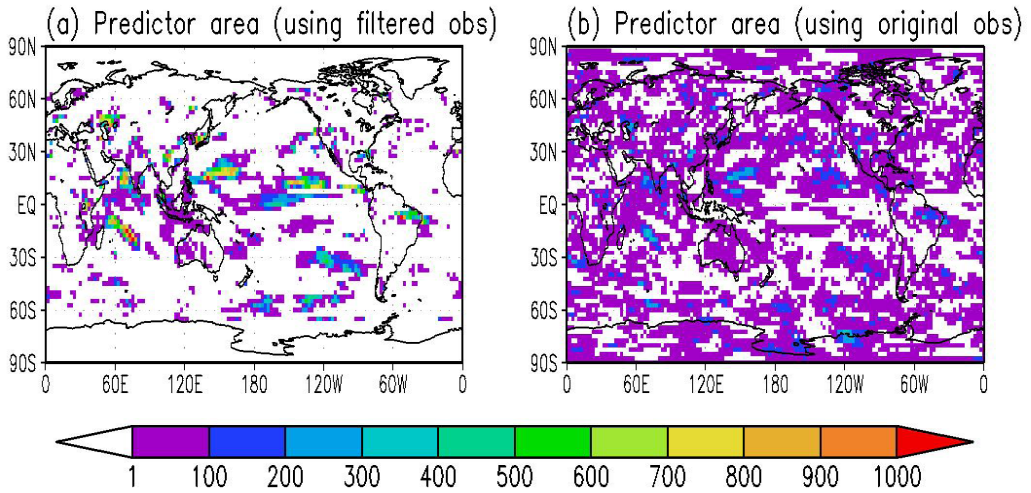 (a) Predictor area (using filtered obs)
(b) Predictor area (using original obs)
90N
60N
30N
EQ
30S
60S
90S
0 60E 120E 180 120W 60W 0
90N
60N
30N
EQ
30S
60S
90S
0 60E 120E 180 120W 60W 0
1 100 200 300 400 500 600 700 800 900 1000